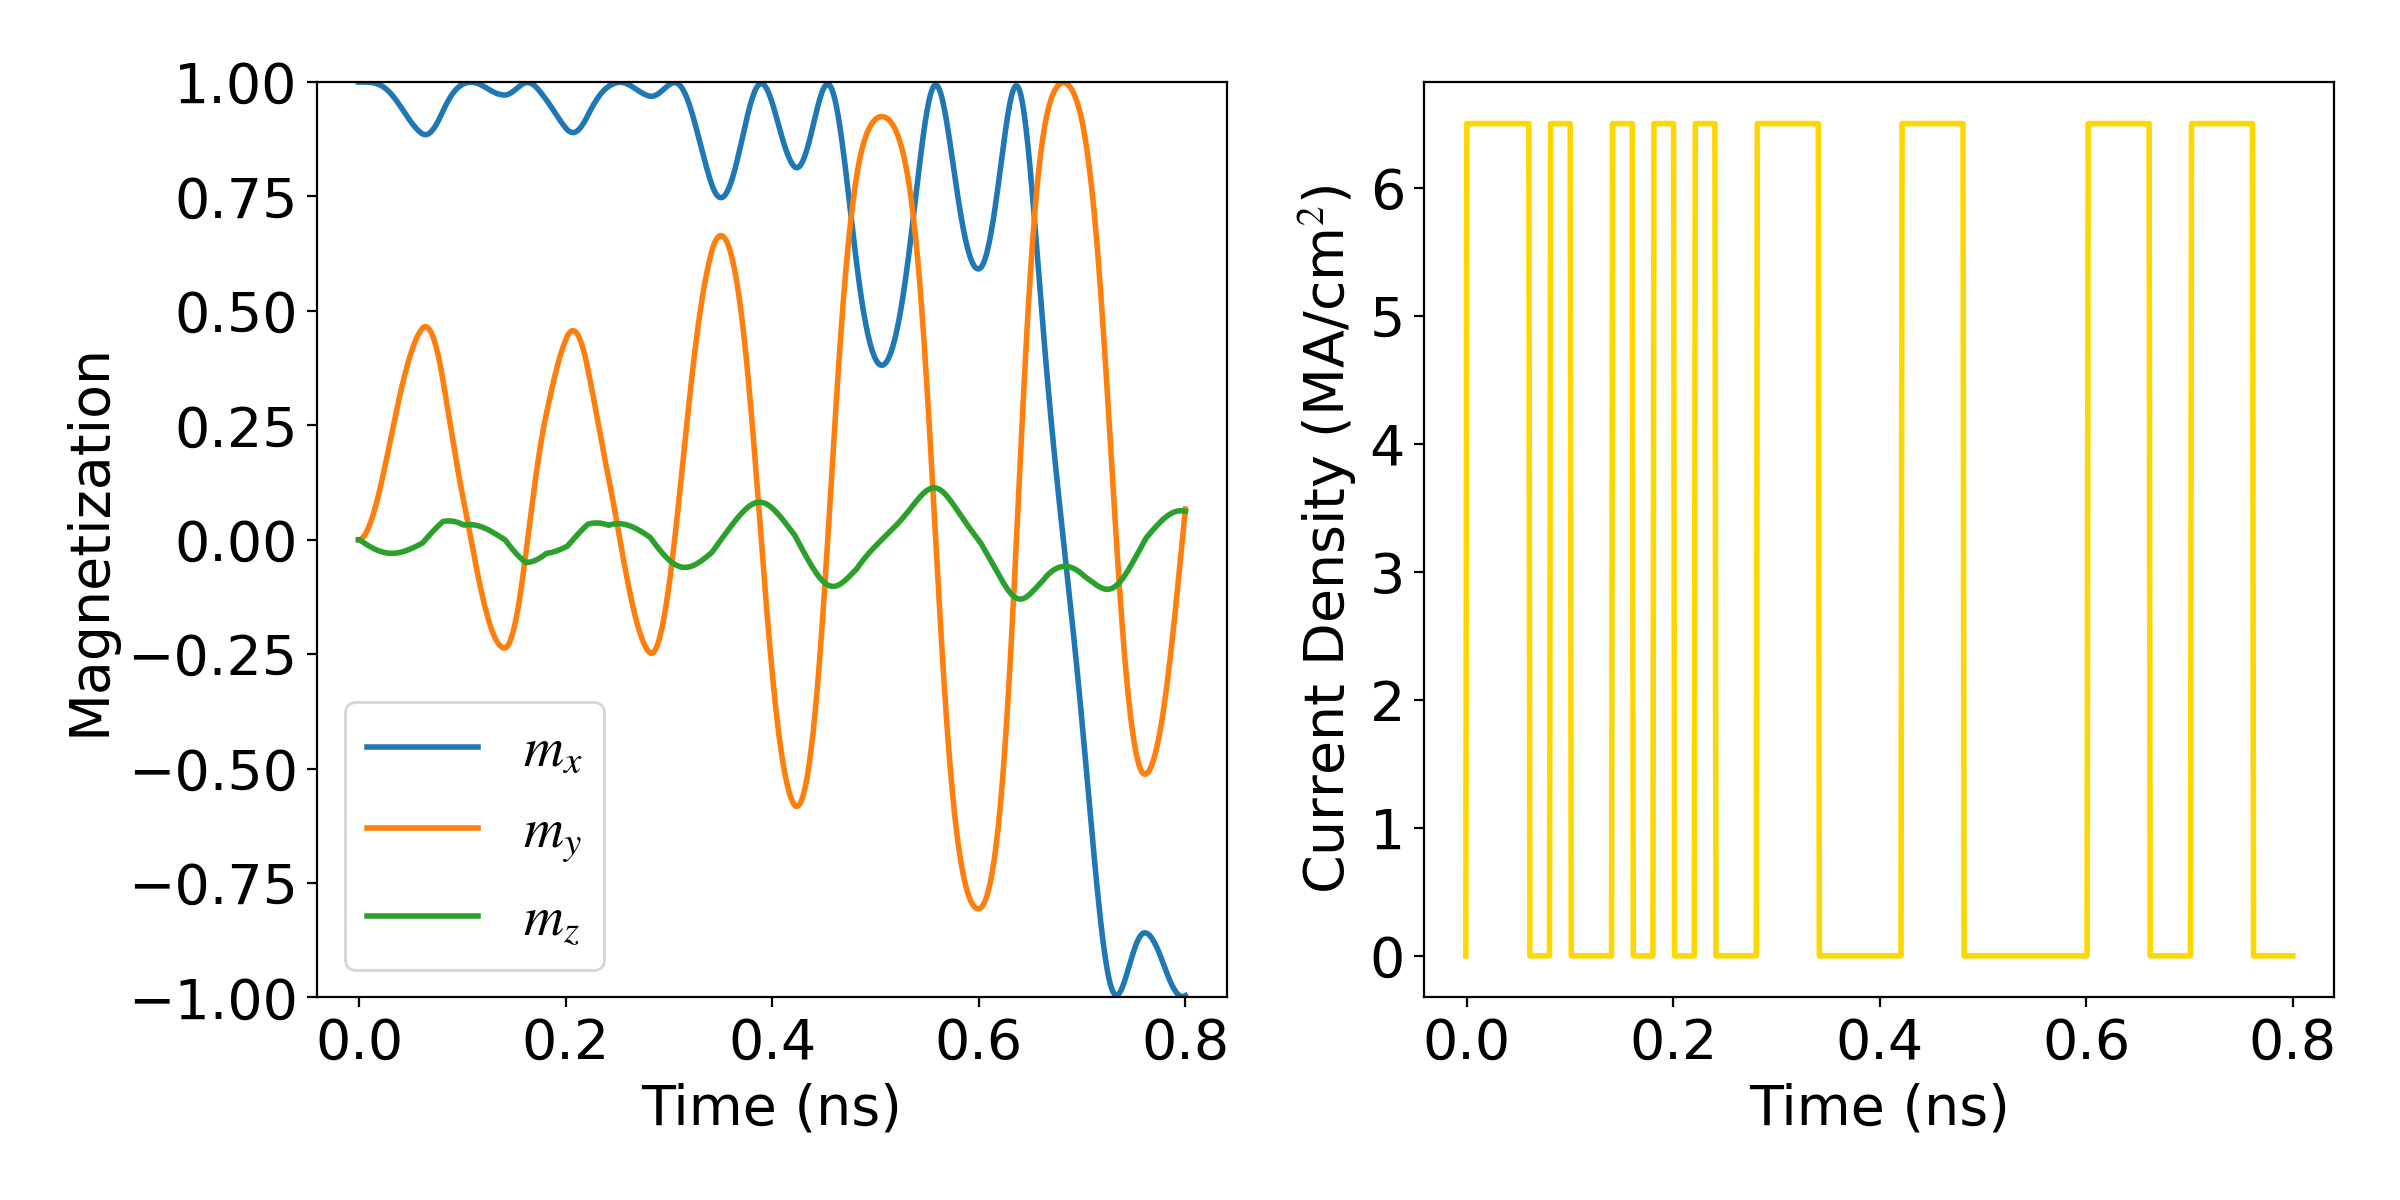 Magnetization
1.00
0.75
0.50
0.25
0.00
−0.25
−0.50
−0.75
−1.00
m_x
m_y
m_z
0.0 0.2 0.4 0.6 0.8
Time (ns)
Current Density (MA/cm²)
6
5
4
3
2
1
0
0.0 0.2 0.4 0.6 0.8
Time (ns)